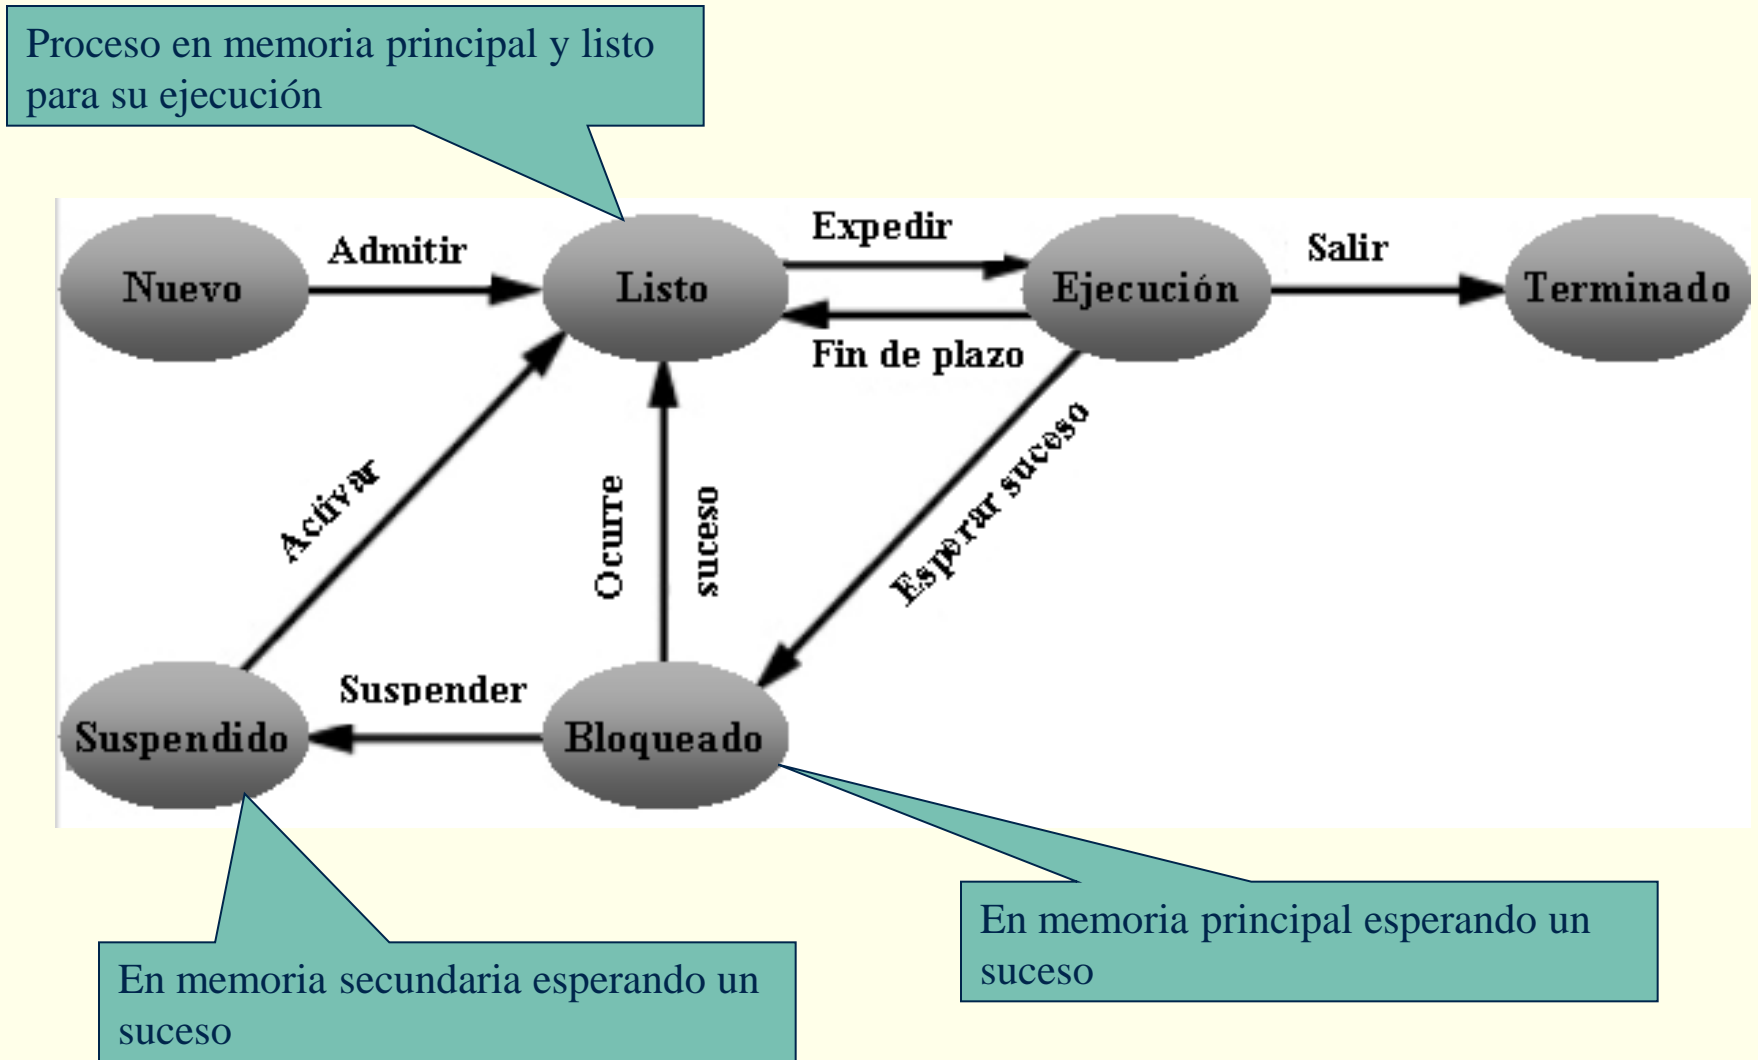 Proceso en memoria principal y listo
para su ejecución
Admitir
Expedir
Salir
Nuevo
Listo
Ejecución
Terminado
Fin de plazo
Activar
Ocurre
suceso
Esperar suceso
Suspender
Suspendido
Bloqueado
En memoria principal esperando un
suceso
En memoria secundaria esperando un
suceso